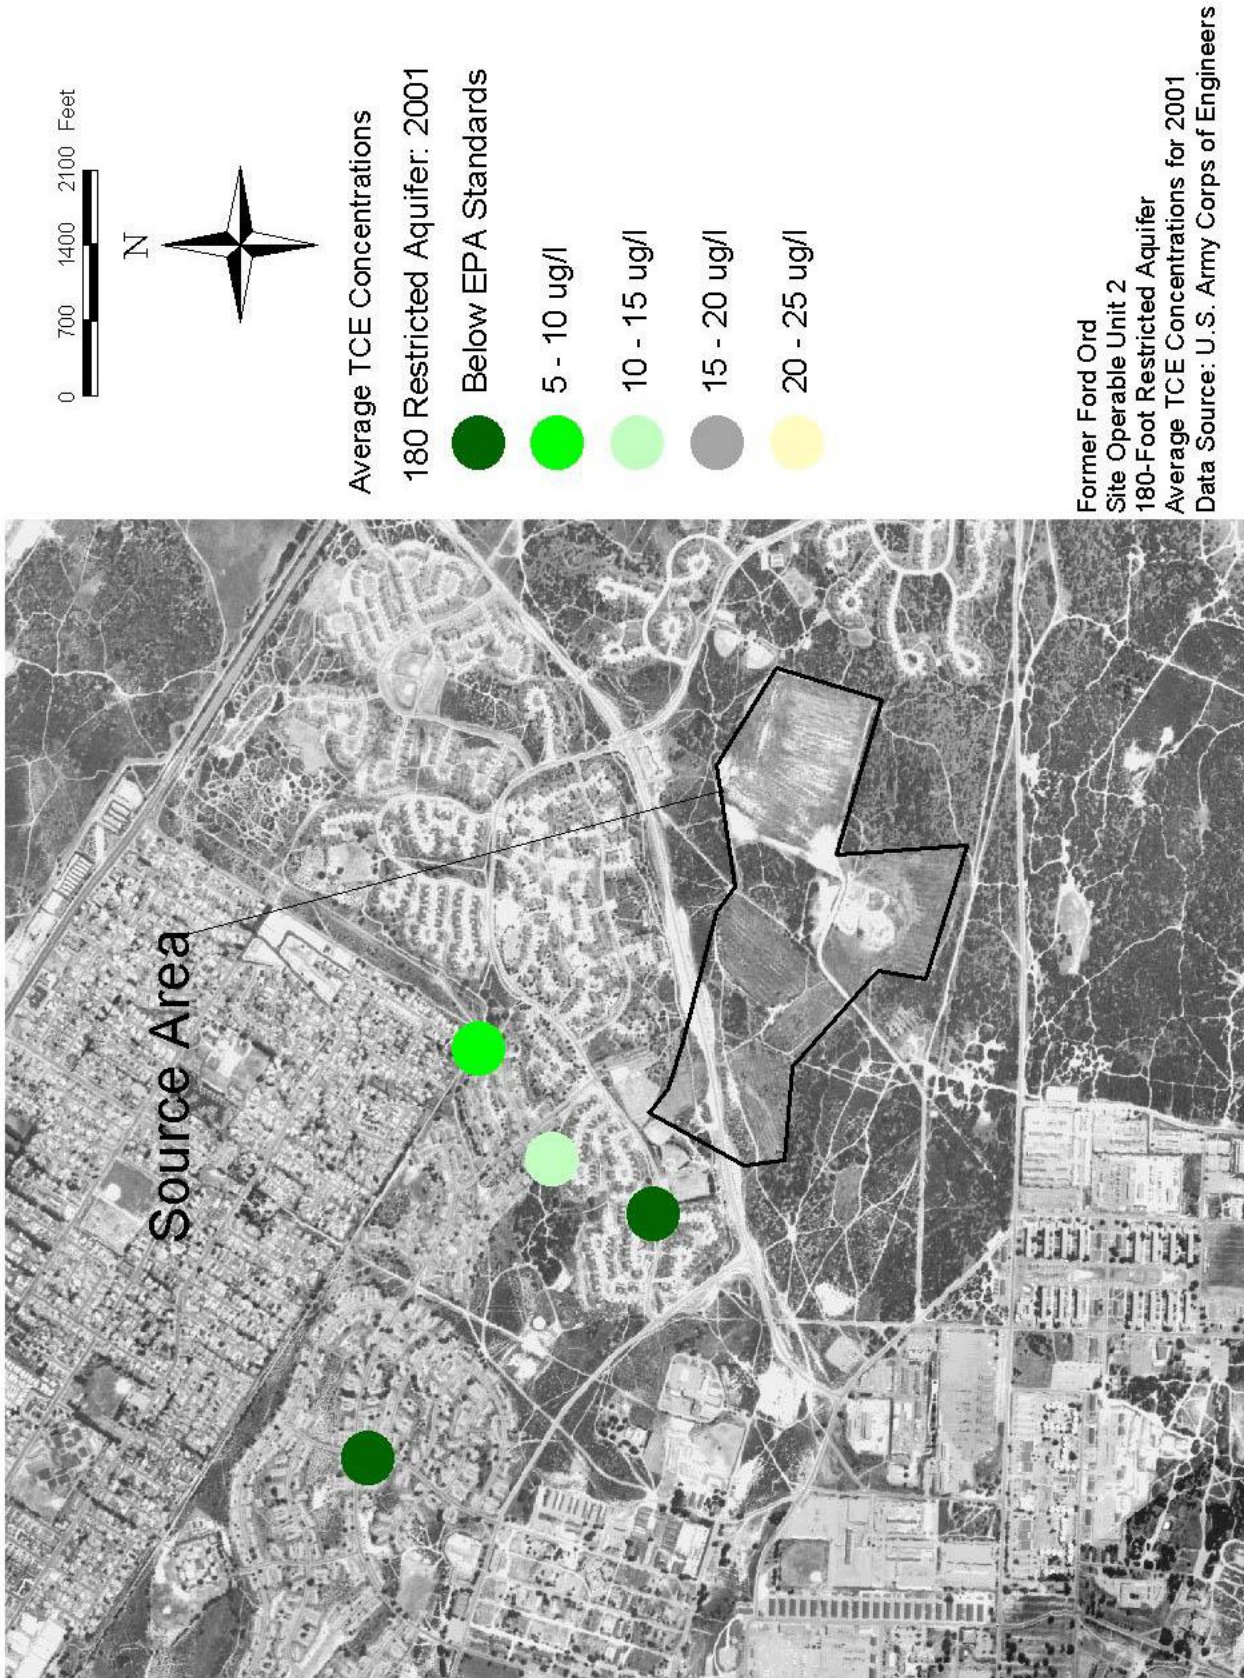 Source Area
0 700 1400 2100 Feet
N
Average TCE Concentrations
180 Restricted Aquifer: 2001
Below EPA Standards
5 - 10 ug/l
10 - 15 ug/l
15 - 20 ug/l
20 - 25 ug/l
Former Ford Ord
Site Operable Unit 2
180-Foot Restricted Aquifer
Average TCE Concentrations for 2001
Data Source: U.S. Army Corps of Engineers